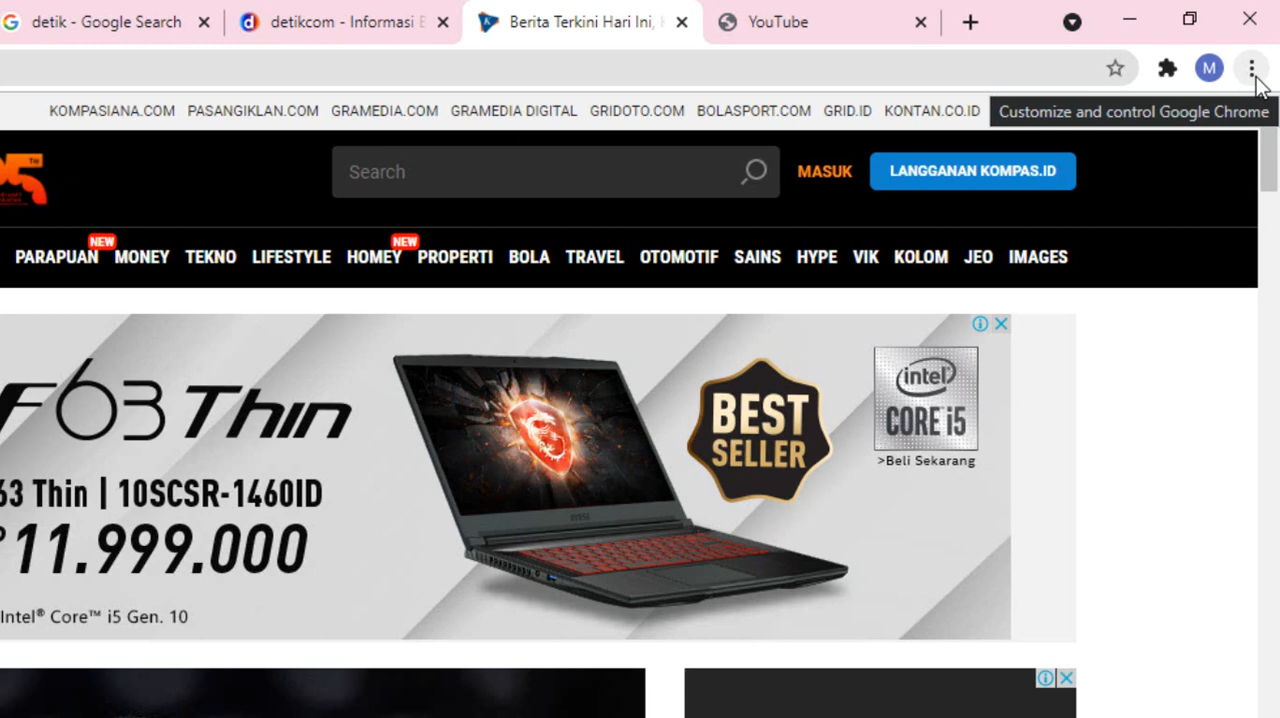 detik - Google Search
detikcom - Informasi
Berita Terkini Hari Ini,
YouTube
M
KOMPASIANA.COM PASANGIKLAN.COM GRAMEDIA.COM GRAMEDIA DIGITAL GRIDOTO.COM BOLASPORT.COM GRID.ID KONTAN.CO.ID
Customize and control Google Chrome
Search
MASUK
LANGGANAN KOMPAS.ID
NEW
NEW
PARAPUAN MONEY TEKNO LIFESTYLE HOMEY PROPERTI BOLA TRAVEL OTOMOTIF SAINS HYPE VIK KOLOM JEO IMAGES
F63 Thin
63 Thin | 10SCSR-1460ID
11.999.000
Intel® Core™ i5 Gen. 10
BEST
SELLER
intel
CORE i5
>Beli Sekarang
msi